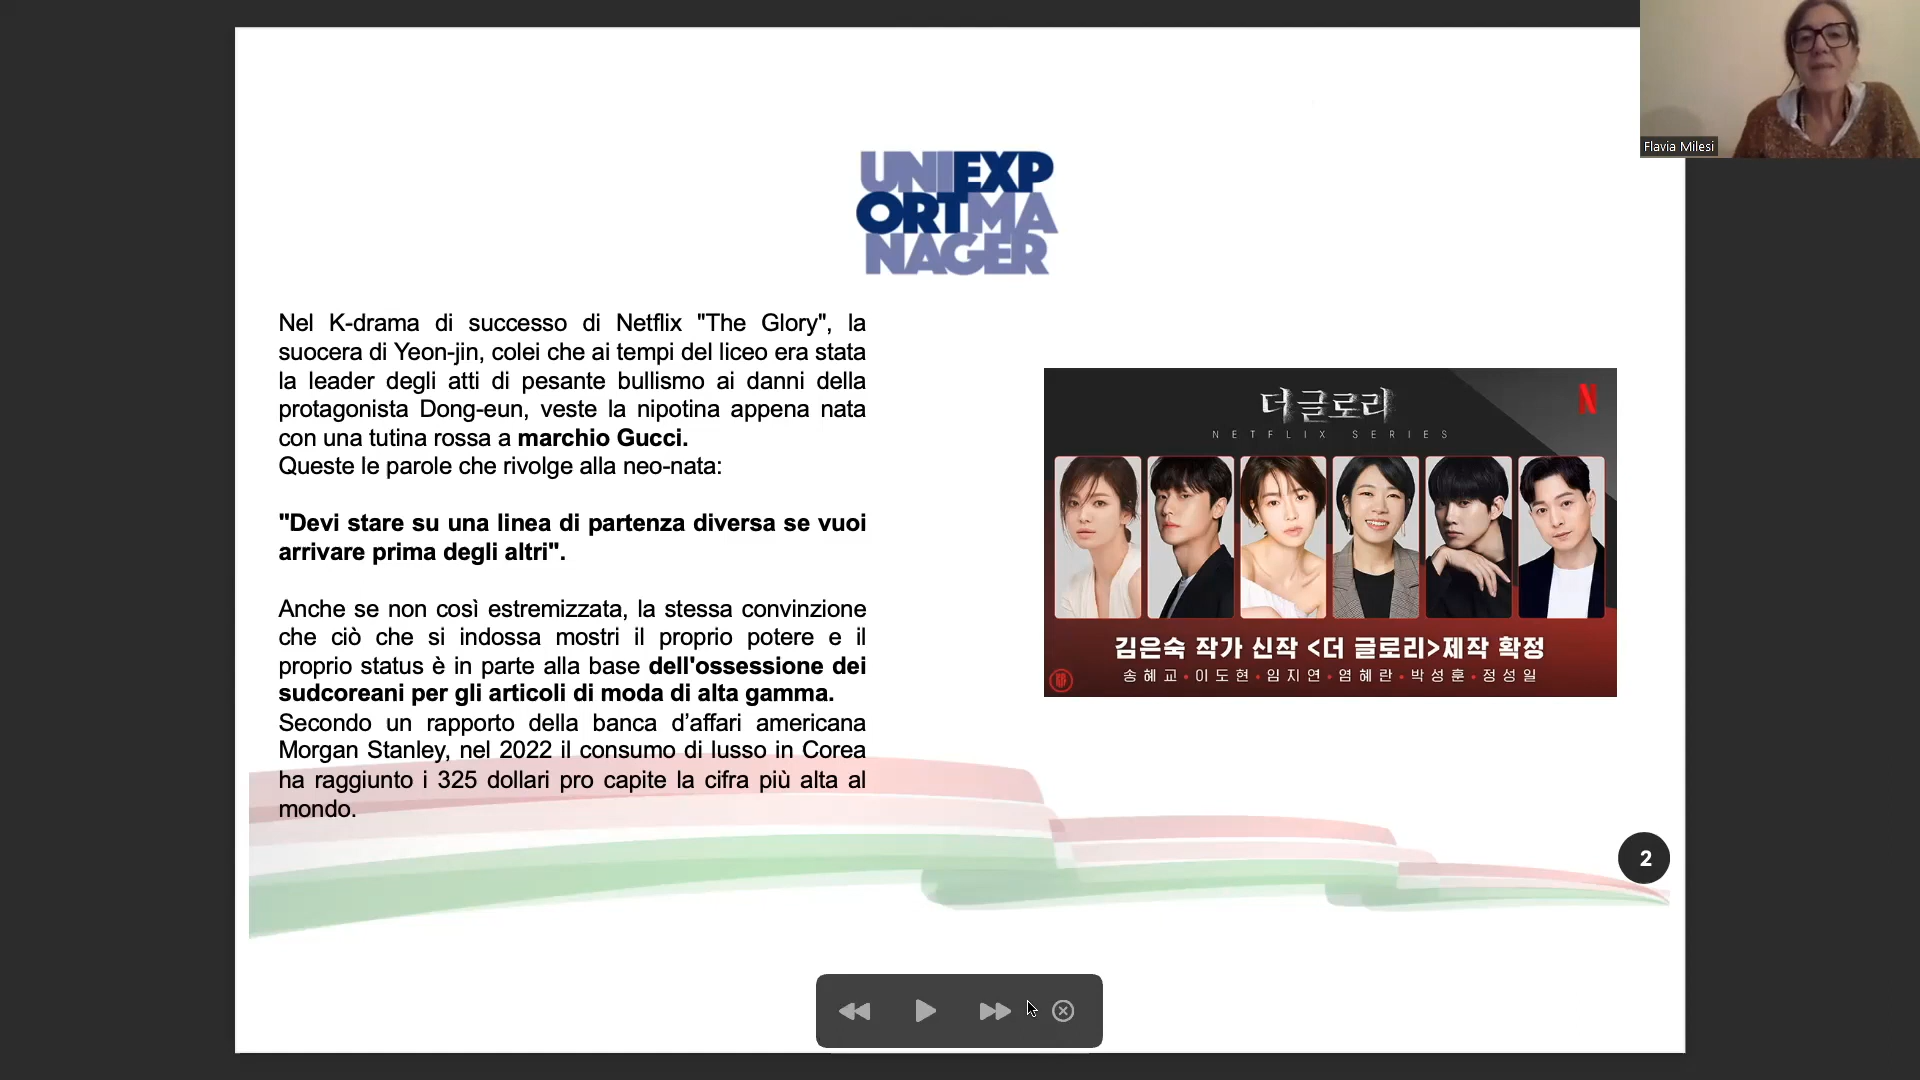 Flavia Milesi
UNIEXP
ORTMA
NAGER
Nel K-drama di successo di Netflix "The Glory", la
suocera di Yeon-jin, colei che ai tempi del liceo era stata
la leader degli atti di pesante bullismo ai danni della
protagonista Dong-eun, veste la nipotina appena nata
con una tutina rossa a marchio Gucci.
Queste le parole che rivolge alla neo-nata:
"Devi stare su una linea di partenza diversa se vuoi
arrivare prima degli altri".
Anche se non così estremizzata, la stessa convinzione
che ciò che si indossa mostri il proprio potere e il
proprio status è in parte alla base dell'ossessione dei
sudcoreani per gli articoli di moda di alta gamma.
Secondo un rapporto della banca d’affari americana
Morgan Stanley, nel 2022 il consumo di lusso in Corea
ha raggiunto i 325 dollari pro capite la cifra più alta al
mondo.
더 글로리
N
NETFLIX SERIES
김은숙 작가 신작 <더 글로리>제작 확정
송혜교•이도현•임지연•염혜란•박성훈•정성일
2